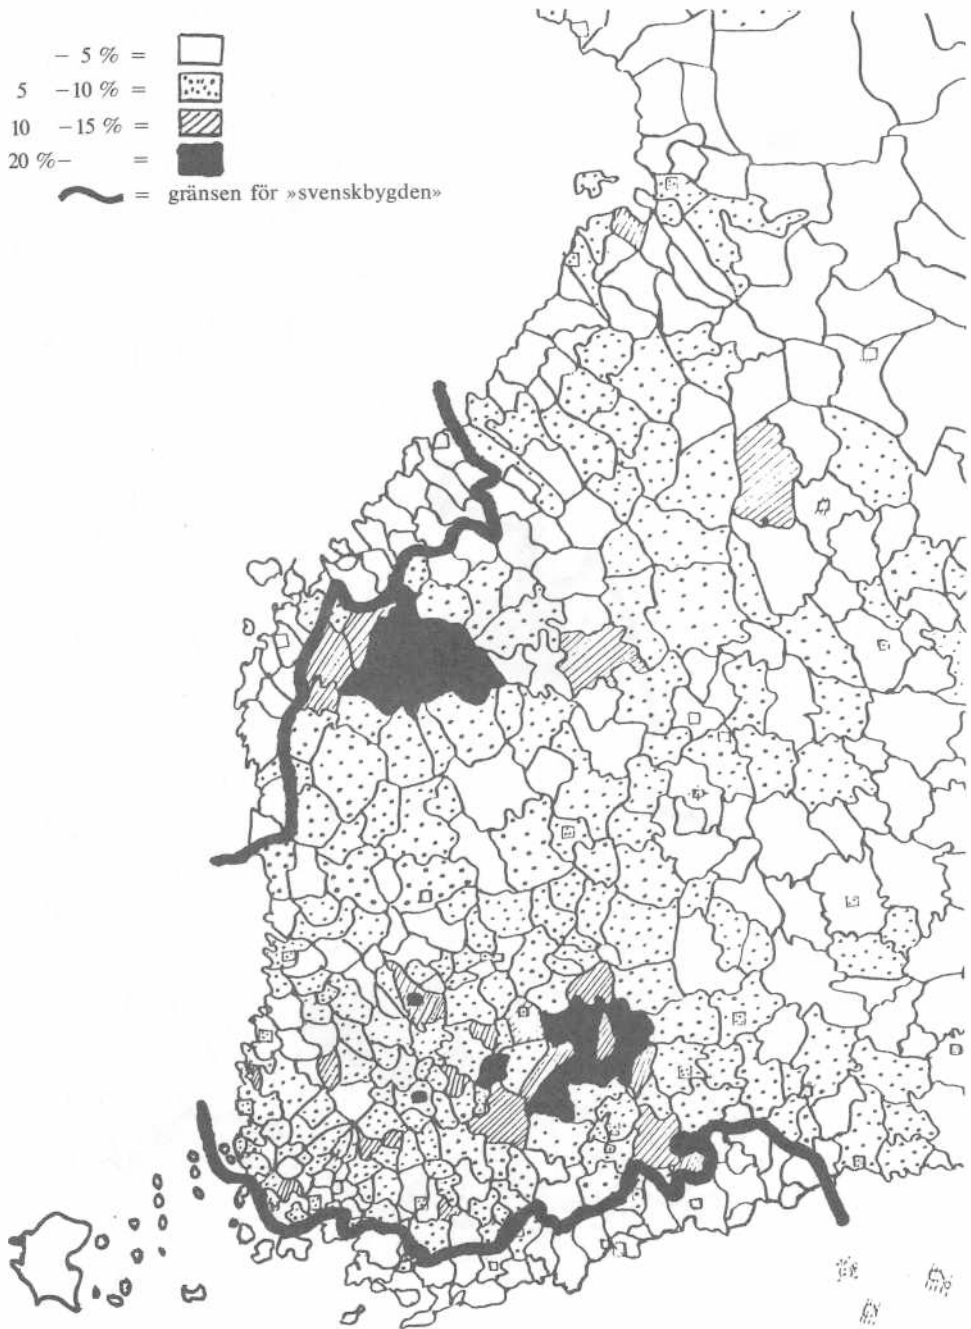 – 5 % =
5 –10 % =
10 –15 % =
20 %– =
= gränsen för »svenskbygden»